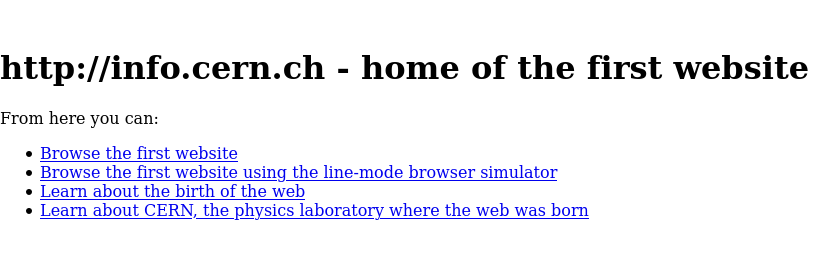 http://info.cern.ch - home of the first website
From here you can:
Browse the first website
Browse the first website using the line-mode browser simulator
Learn about the birth of the web
Learn about CERN, the physics laboratory where the web was born